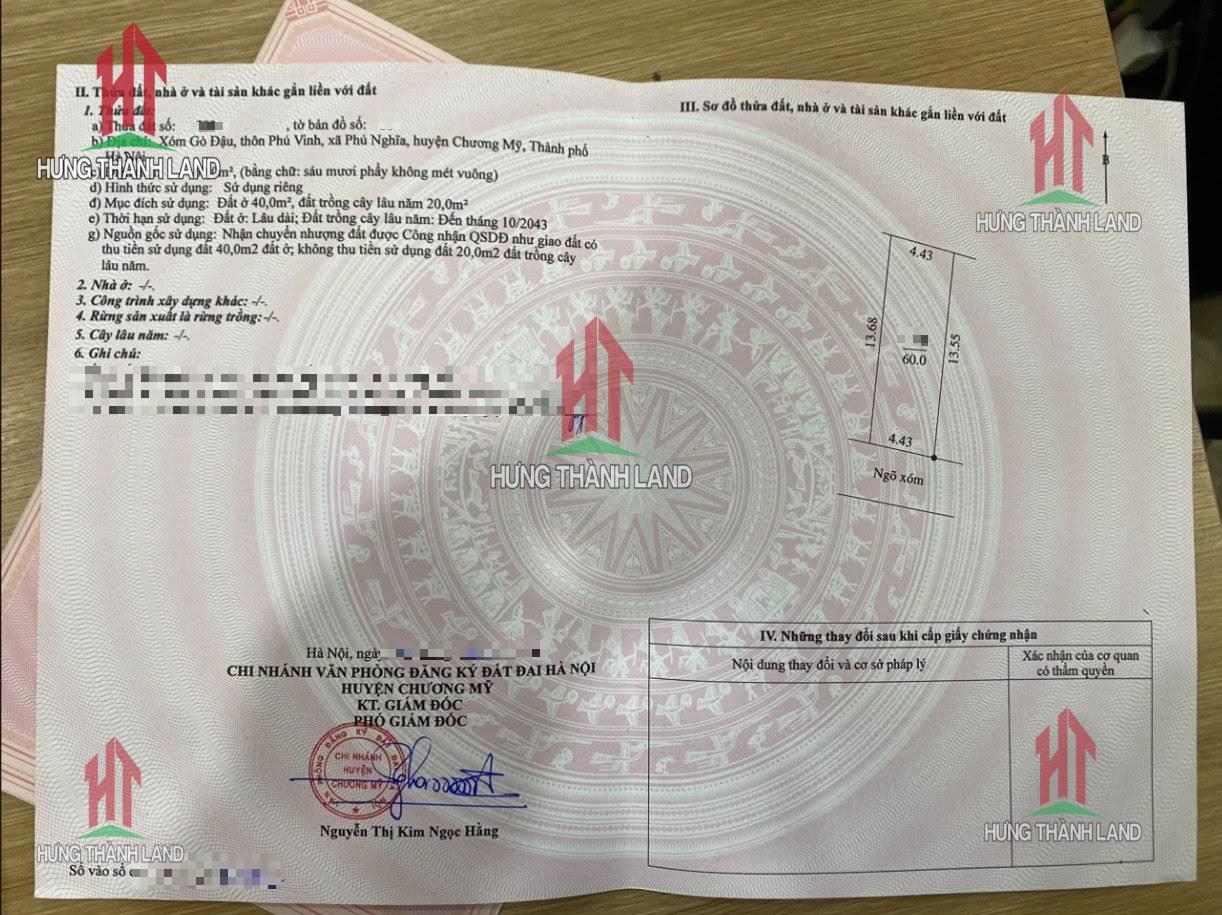 II. Thửa đất, nhà ở và tài sản khác gắn liền với đất
1. Thửa đất:
a) Thửa đất số: , tờ bản đồ số:
b) Địa chỉ: Xóm Gò Đậu, thôn Phú Vinh, xã Phú Nghĩa, huyện Chương Mỹ, Thành phố
Hà Nội
m², (bằng chữ: sáu mươi phẩy không mét vuông)
d) Hình thức sử dụng: Sử dụng riêng
đ) Mục đích sử dụng: Đất ở 40,0m², đất trồng cây lâu năm 20,0m²
e) Thời hạn sử dụng: Đất ở: Lâu dài; Đất trồng cây lâu năm: Đến tháng 10/2043
g) Nguồn gốc sử dụng: Nhận chuyển nhượng đất được Công nhận QSDĐ như giao đất có
thu tiền sử dụng đất 40,0m2 đất ở; không thu tiền sử dụng đất 20,0m2 đất trồng cây
lâu năm.
2. Nhà ở: -/-.
3. Công trình xây dựng khác: -/-.
4. Rừng sản xuất là rừng trồng:-/-.
5. Cây lâu năm: -/-.
6. Ghi chú:
Hà Nội, ngày
CHI NHÁNH VĂN PHÒNG ĐĂNG KÝ ĐẤT ĐAI HÀ NỘI
HUYỆN CHƯƠNG MỸ
KT. GIÁM ĐỐC
PHÓ GIÁM ĐỐC
CHI NHÁNH
HUYỆN
CHƯƠNG MỸ
Nguyễn Thị Kim Ngọc Hằng
Số vào sổ
III. Sơ đồ thửa đất, nhà ở và tài sản khác gắn liền với đất
B
4.43
13.68
60.0
13.55
4.43
Ngõ xóm
IV. Những thay đổi sau khi cấp giấy chứng nhận
Nội dung thay đổi và cơ sở pháp lý
Xác nhận của cơ quan
có thẩm quyền
HƯNG THÀNH LAND
HƯNG THÀNH LAND
HƯNG THÀNH LAND
HƯNG THÀNH LAND
HƯNG THÀNH LAND